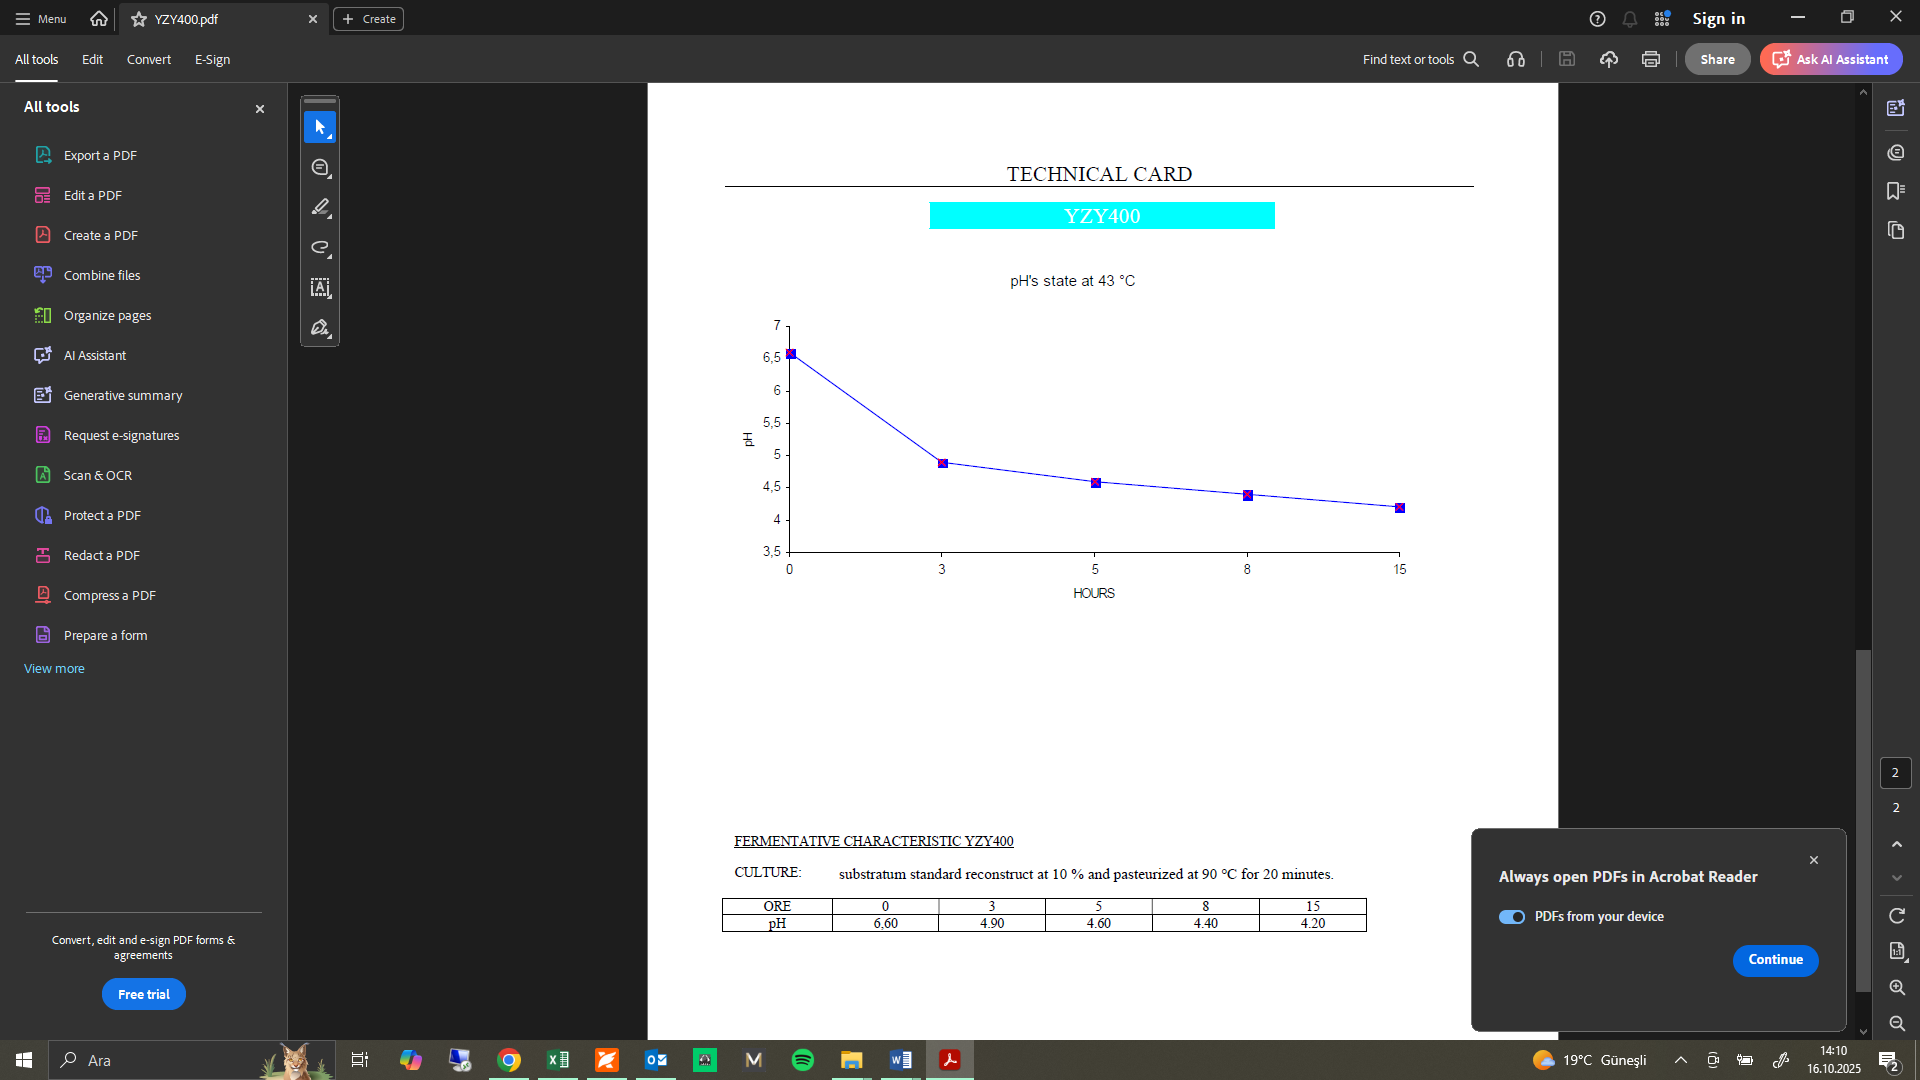 Menu
YZY400.pdf
Create
Sign in
All tools
Edit
Convert
E-Sign
Find text or tools
Share
Ask AI Assistant
All tools
Export a PDF
Edit a PDF
Create a PDF
Combine files
Organize pages
AI Assistant
Generative summary
Request e-signatures
Scan & OCR
Protect a PDF
Redact a PDF
Compress a PDF
Prepare a form
View more
Convert, edit and e-sign PDF forms &
agreements
Free trial
TECHNICAL CARD
YZY400
pH's state at 43 °C
7
6,5
6
5,5
5
4,5
4
3,5
pH
0 3 5 8 15
HOURS
FERMENTATIVE CHARACTERISTIC YZY400
CULTURE: substratum standard reconstruct at 10 % and pasteurized at 90 °C for 20 minutes.
ORE 0 3 5 8 15
pH 6,60 4.90 4.60 4.40 4.20
2
2
Always open PDFs in Acrobat Reader
PDFs from your device
Continue
Ara
19°C Güneşli
14:10
16.10.2025
2